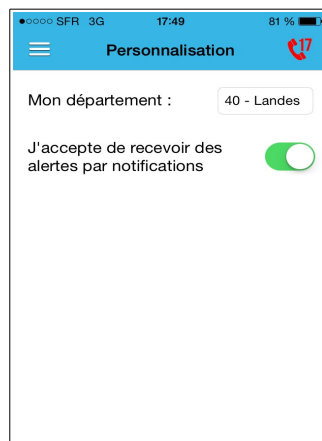 ●○○○○ SFR 3G 17:49 81 %
Personnalisation 17
Mon département : 40 - Landes
J'accepte de recevoir des
alertes par notifications